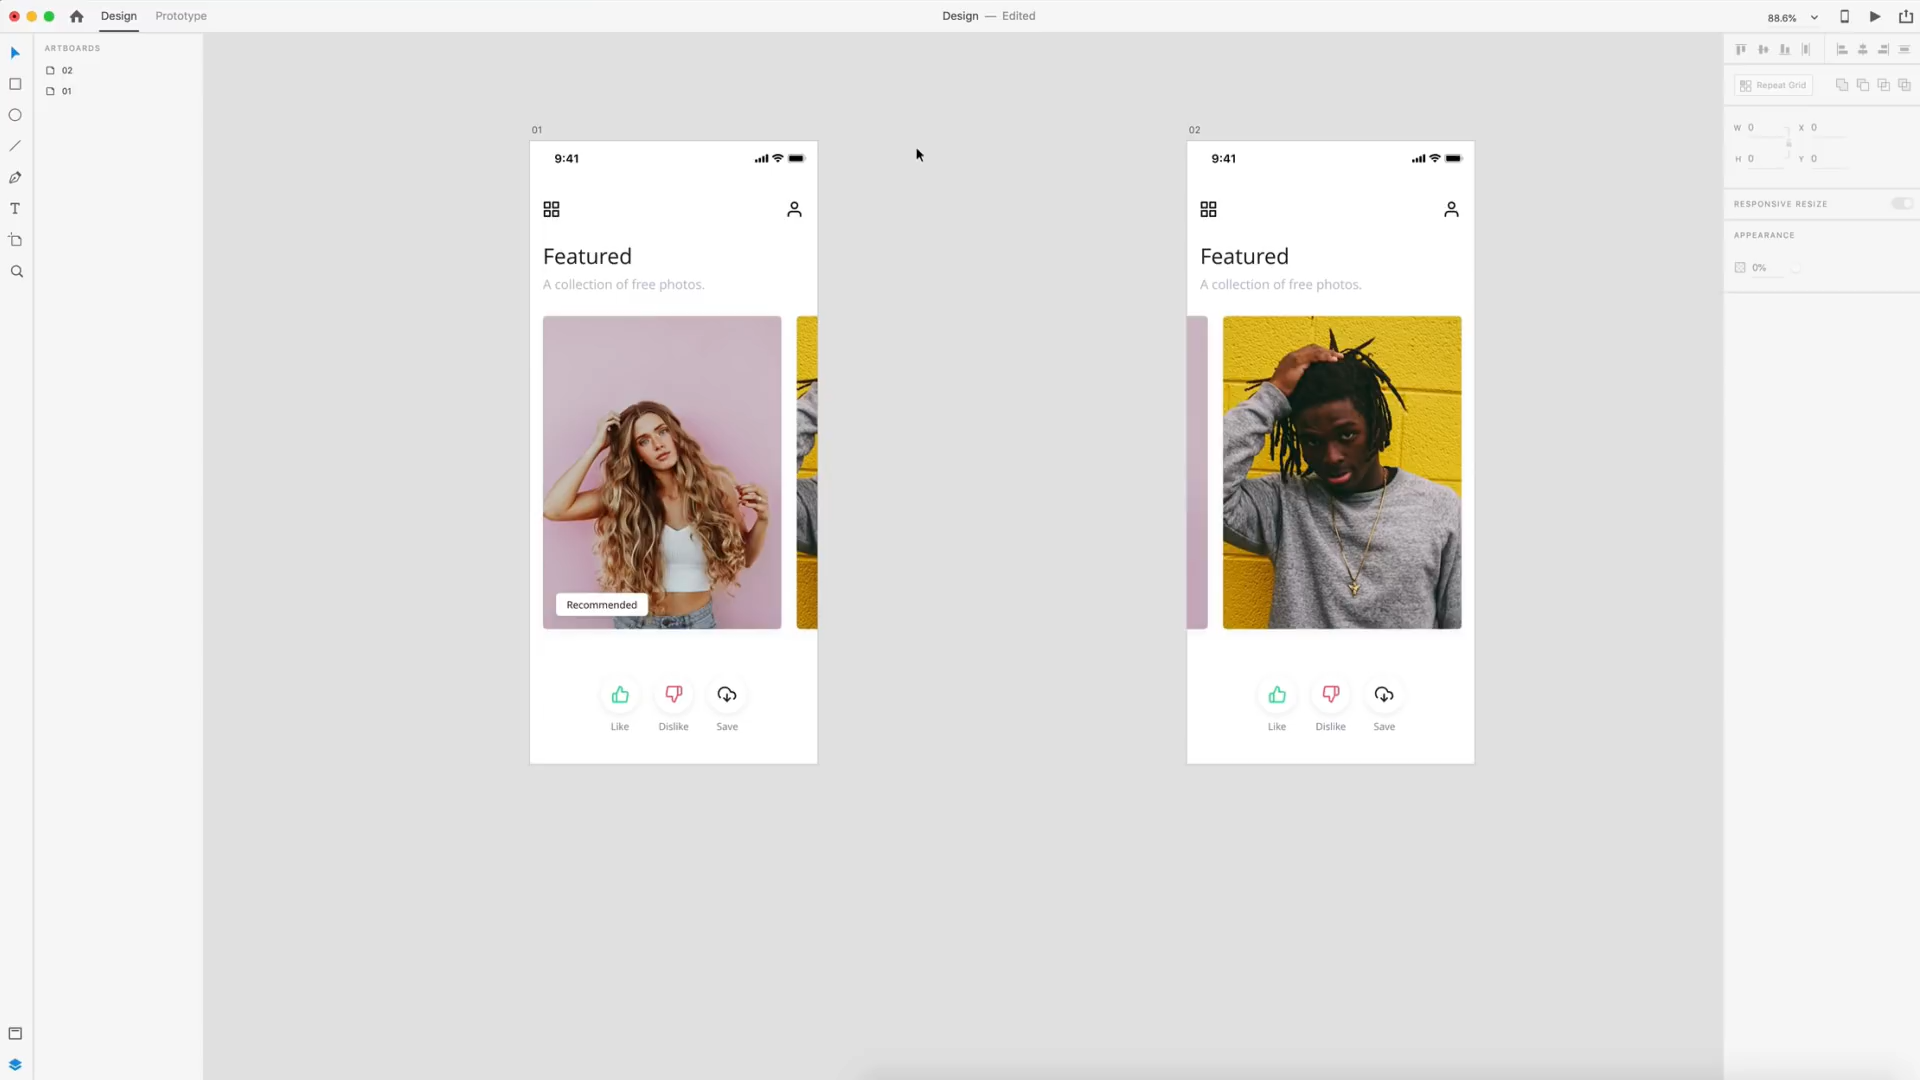 Design
Prototype
Design — Edited
88.6%
ARTBOARDS
02
01
Repeat Grid
W 0
X 0
H 0
Y 0
RESPONSIVE RESIZE
APPEARANCE
0%
01
9:41
Featured
A collection of free photos.
Recommended
Like
Dislike
Save
02
9:41
Featured
A collection of free photos.
Like
Dislike
Save